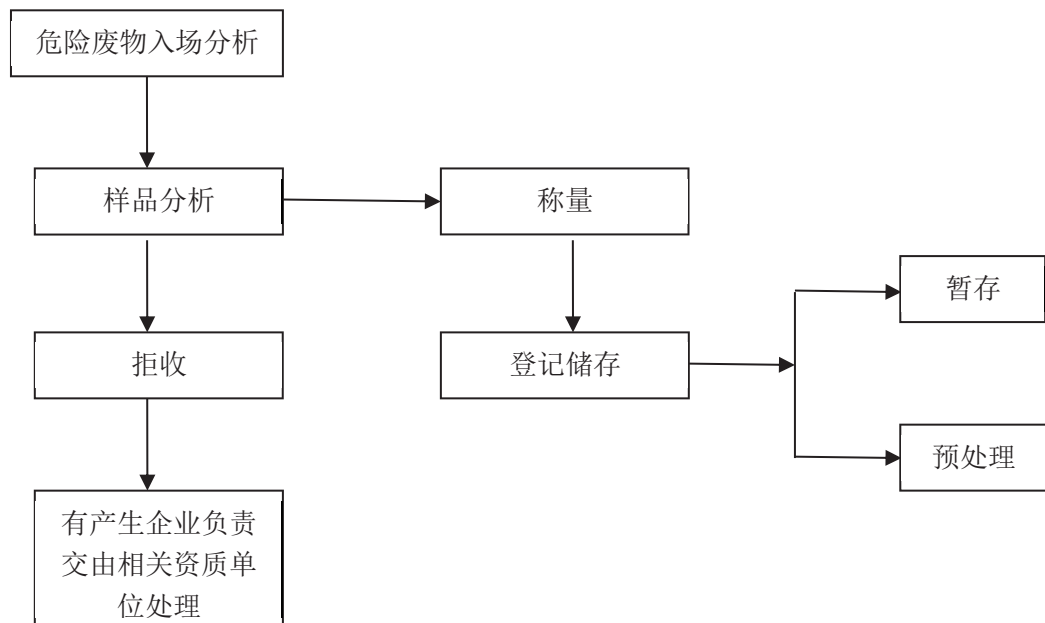 危险废物入场分析
样品分析
称量
暂存
拒收
登记储存
预处理
有产生企业负责
交由相关资质单
位处理